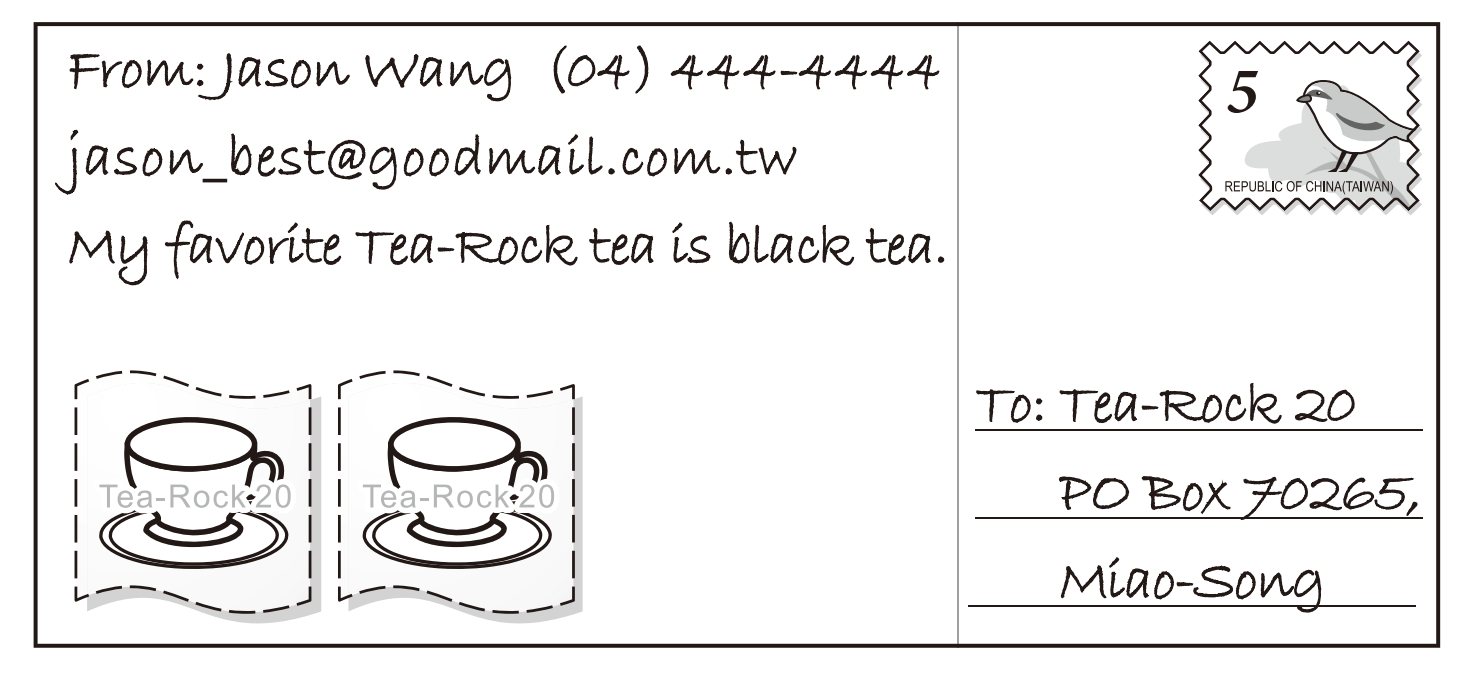 From: Jason Wang (04) 444-4444
jason_best@goodmail.com.tw
My favorite Tea-Rock tea is black tea.
Tea-Rock 20
Tea-Rock 20
5
REPUBLIC OF CHINA(TAIWAN)
To: Tea-Rock 20
PO Box 70265,
Miao-Song